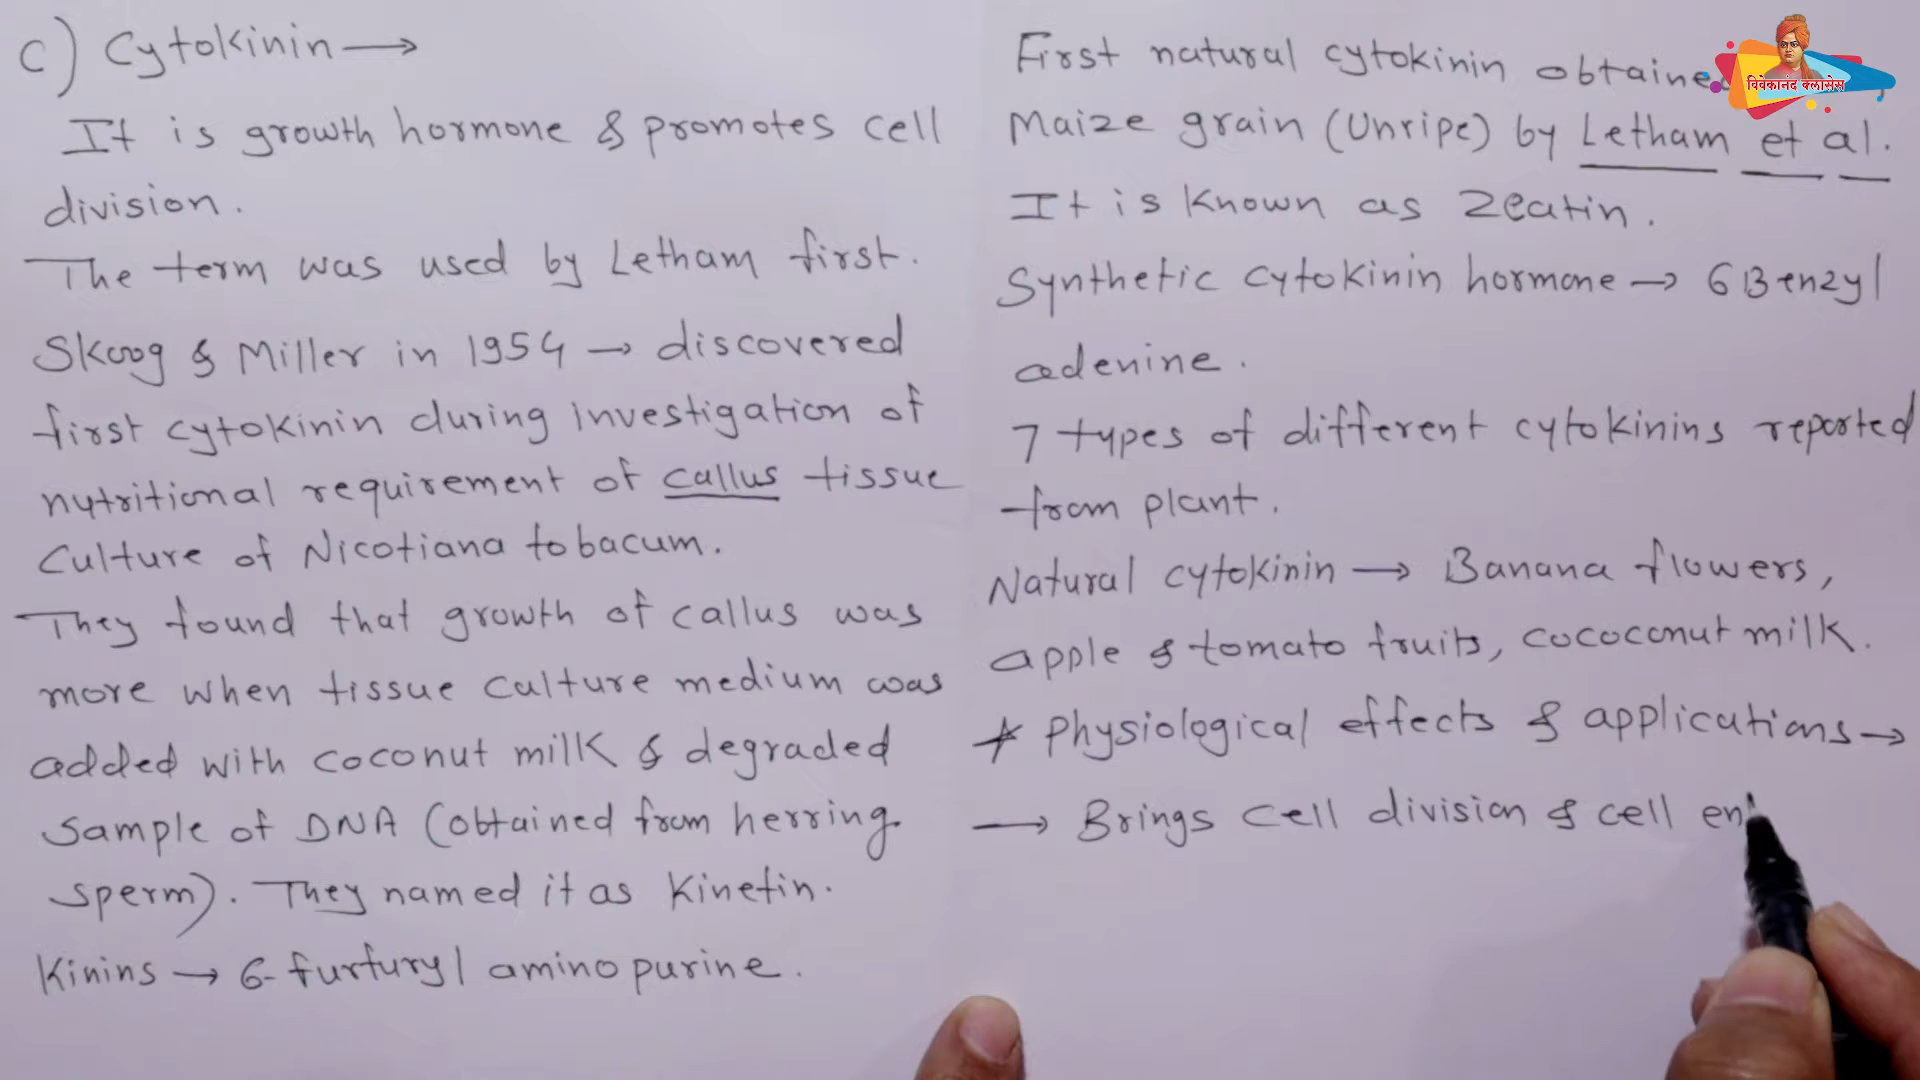 C) Cytokinin →
It is growth hormone & promotes cell
division.
The term was used by Letham first.
Skoog & Miller in 1954 → discovered
first cytokinin during investigation of
nutritional requirement of callus tissue
culture of Nicotiana tobacum.
They found that growth of callus was
more when tissue culture medium was
added with coconut milk & degraded
sample of DNA (obtained from herring
sperm). They named it as Kinetin.
Kinins → 6-furfuryl amino purine.
First natural cytokinin obtained
Maize grain (Unripe) by Letham et al.
It is known as Zeatin.
Synthetic cytokinin hormone → 6 Benzyl
adenine.
7 types of different cytokinins reported
from plant.
Natural cytokinin → Banana flowers,
apple & tomato fruits, cococonut milk.
* Physiological effects & applications →
→ Brings cell division & cell en
विवेकानंद क्लासेस